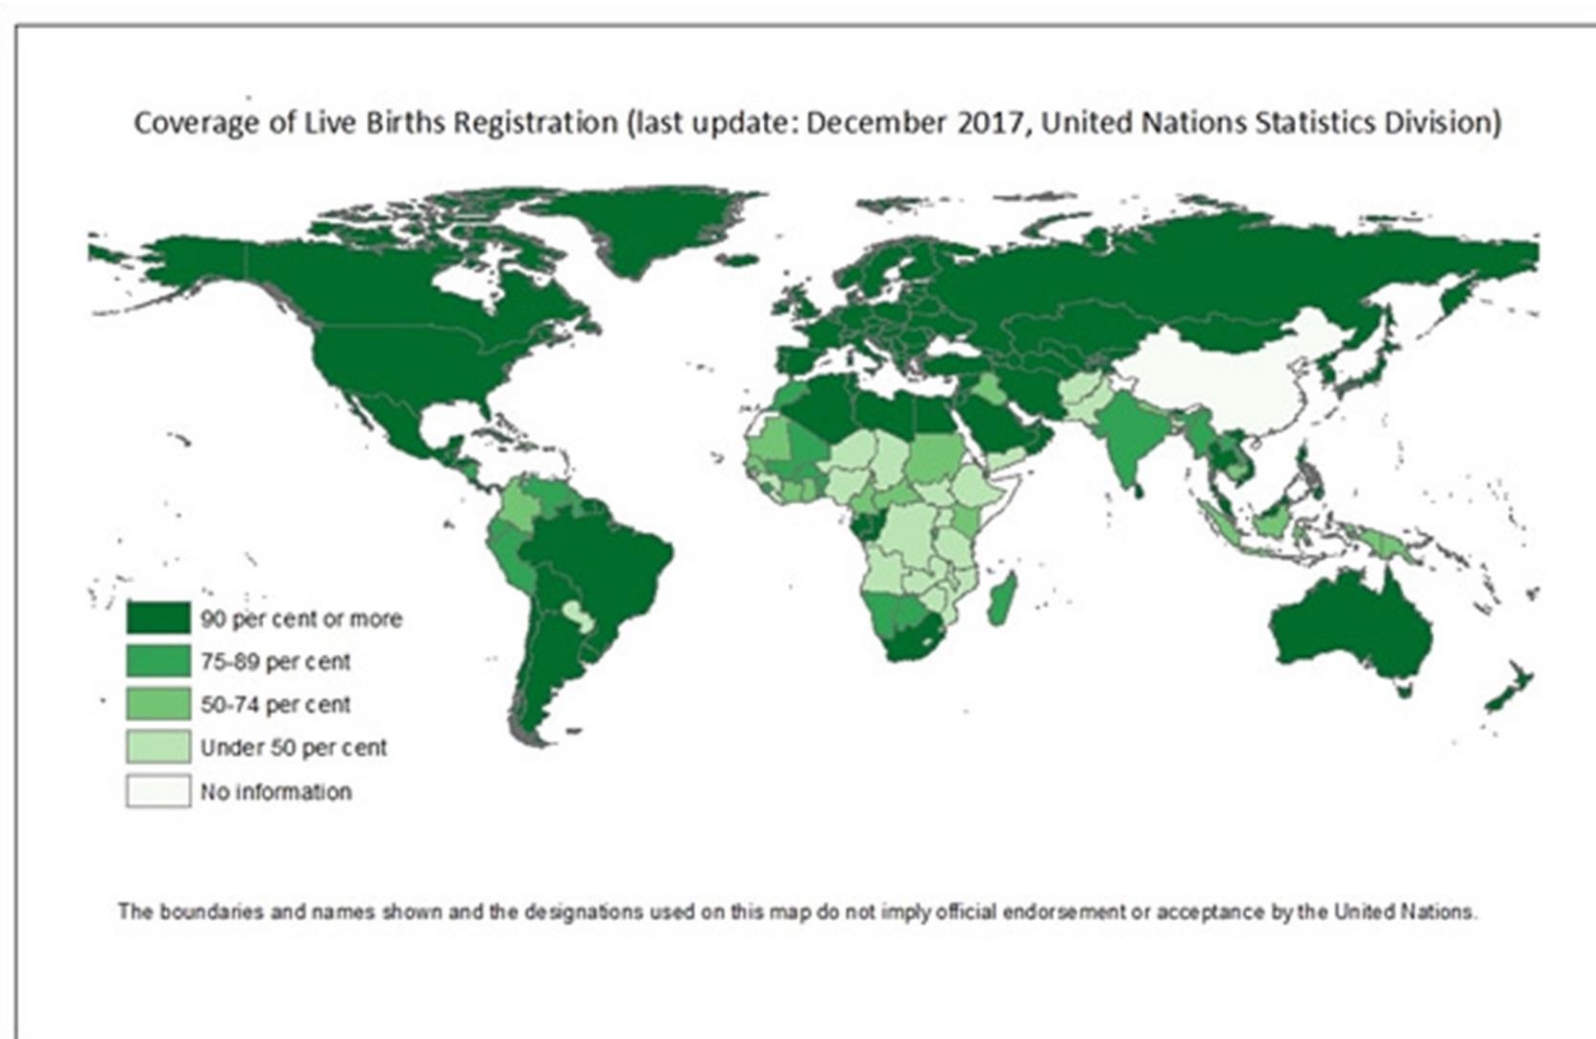 Coverage of Live Births Registration (last update: December 2017, United Nations Statistics Division)
90 per cent or more
75-89 per cent
50-74 per cent
Under 50 per cent
No information
The boundaries and names shown and the designations used on this map do not imply official endorsement or acceptance by the United Nations.